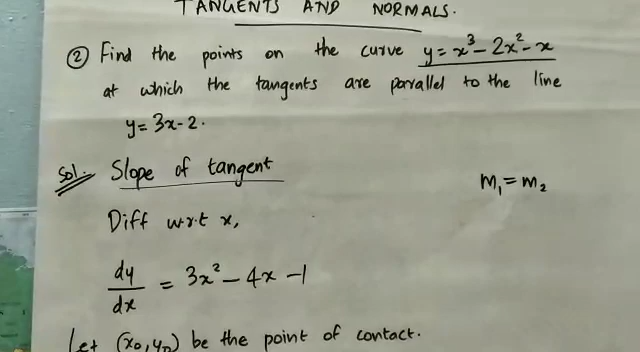 TANGENTS AND NORMALS.
② Find the points on the curve y = x³ - 2x² - x
at which the tangents are parallel to the line
y = 3x - 2.
Sol. Slope of tangent
m₁ = m₂
Diff w.r.t x,
dy/dx = 3x² - 4x - 1
Let (x₀, y₀) be the point of contact.